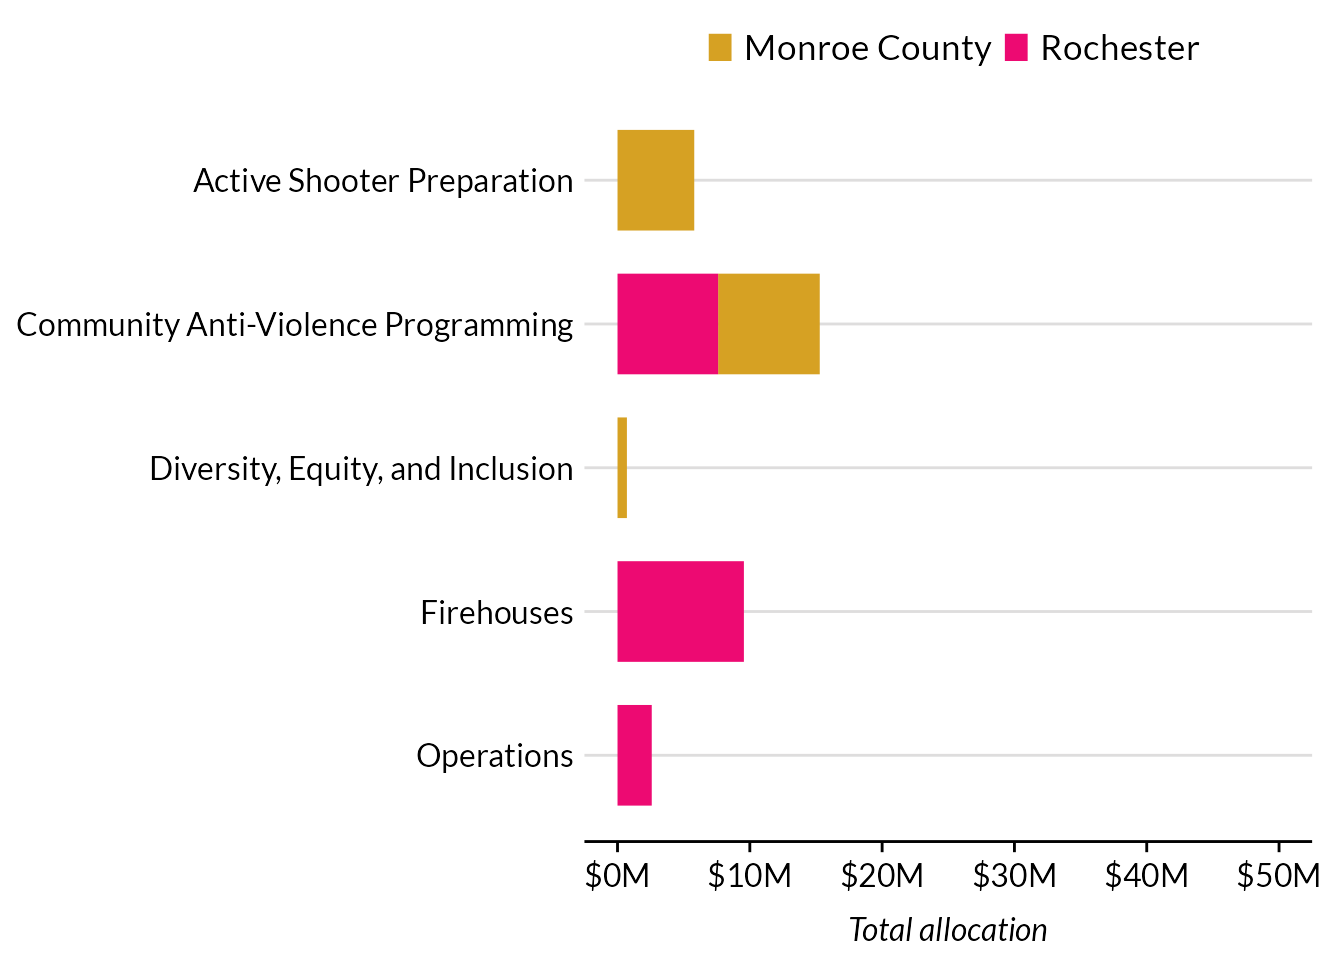 Monroe County Rochester
Active Shooter Preparation
Community Anti-Violence Programming
Diversity, Equity, and Inclusion
Firehouses
Operations
$0M $10M $20M $30M $40M $50M
Total allocation